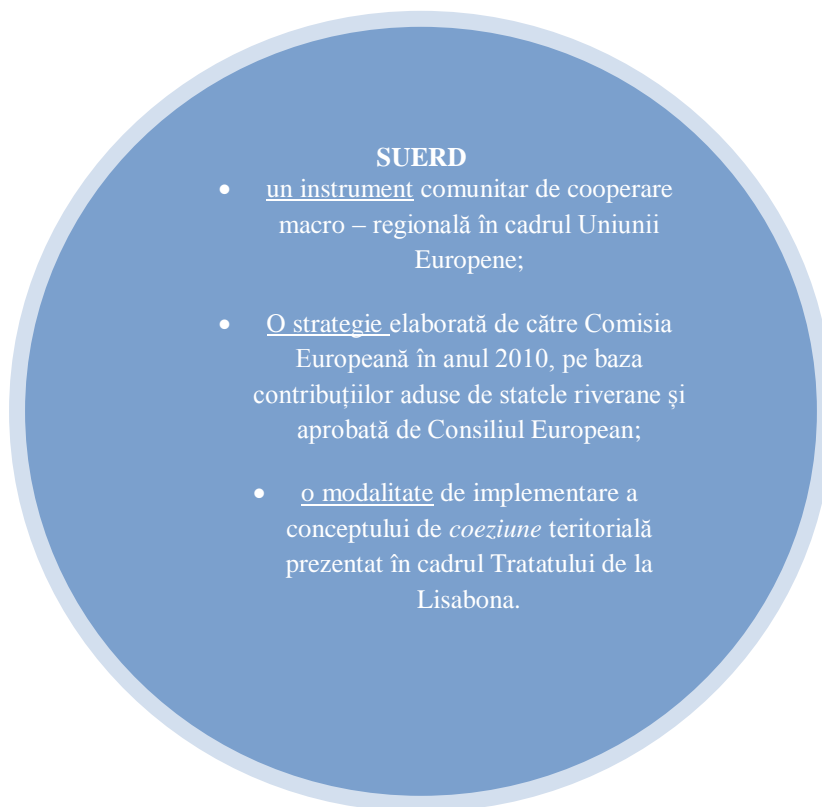 SUERD
• un instrument comunitar de cooperare
macro – regională în cadrul Uniunii
Europene;
• O strategie elaborată de către Comisia
Europeană în anul 2010, pe baza
contribuțiilor aduse de statele riverane și
aprobată de Consiliul European;
• o modalitate de implementare a
conceptului de coeziune teritorială
prezentat în cadrul Tratatului de la
Lisabona.